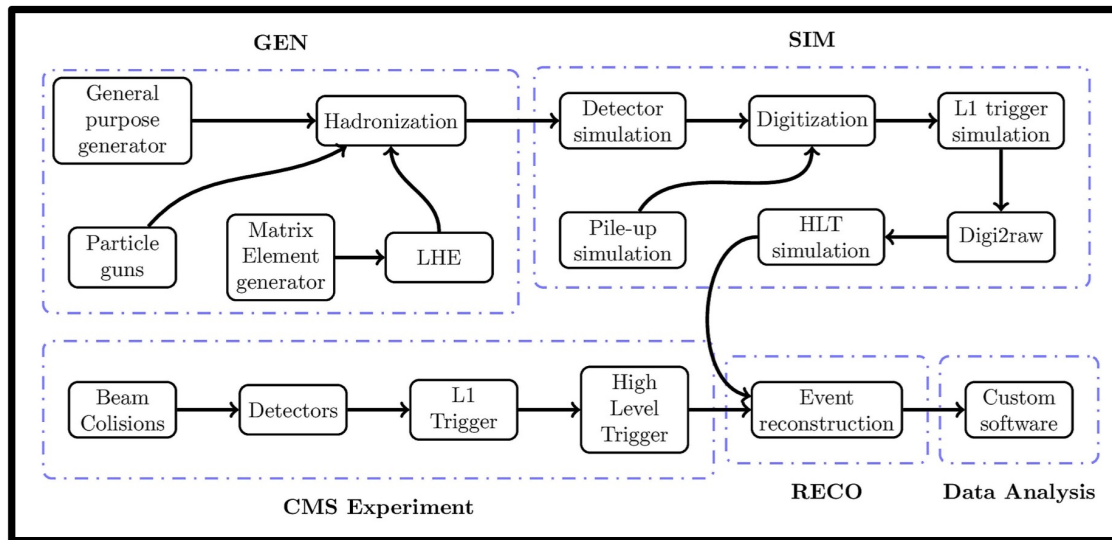 GEN
General
purpose
generator
Hadronization
Particle
guns
Matrix
Element
generator
LHE
SIM
Detector
simulation
Digitization
L1 trigger
simulation
Pile-up
simulation
HLT
simulation
Digi2raw
Beam
Colisions
Detectors
L1
Trigger
High
Level
Trigger
CMS Experiment
Event
reconstruction
RECO
Custom
software
Data Analysis